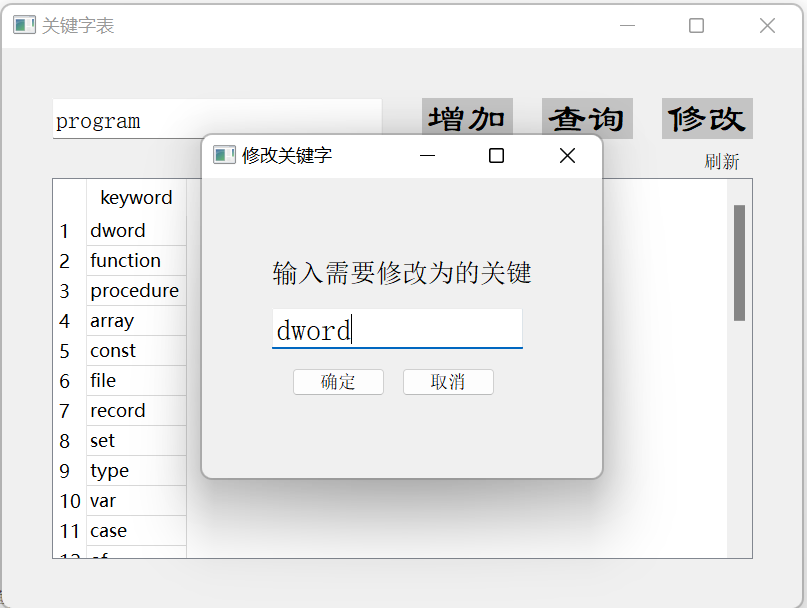 关键字表
program
增加 查询 修改
刷新
修改关键字
输入需要修改为的关键
dword
确定 取消
keyword
1 dword
2 function
3 procedure
4 array
5 const
6 file
7 record
8 set
9 type
10 var
11 case